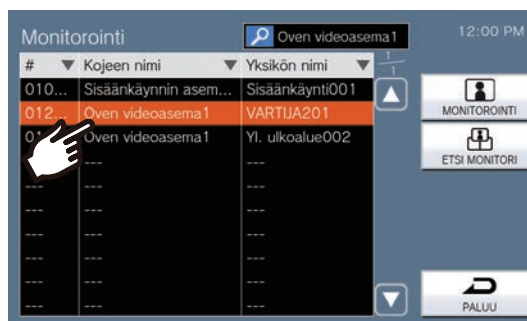 Monitorointi
Oven videoasema1
12:00 PM
# Kojeen nimi Yksikön nimi
1
1
010... Sisäänkäynnin asem... Sisäänkäynti001
012... Oven videoasema1 VARTIJA201
01 Oven videoasema1 Yl. ulkoalue002
--- ---
--- ---
--- --- ---
--- --- ---
--- --- ---
--- --- ---
--- --- ---
MONITOROINTI
ETSI MONITORI
PALUU